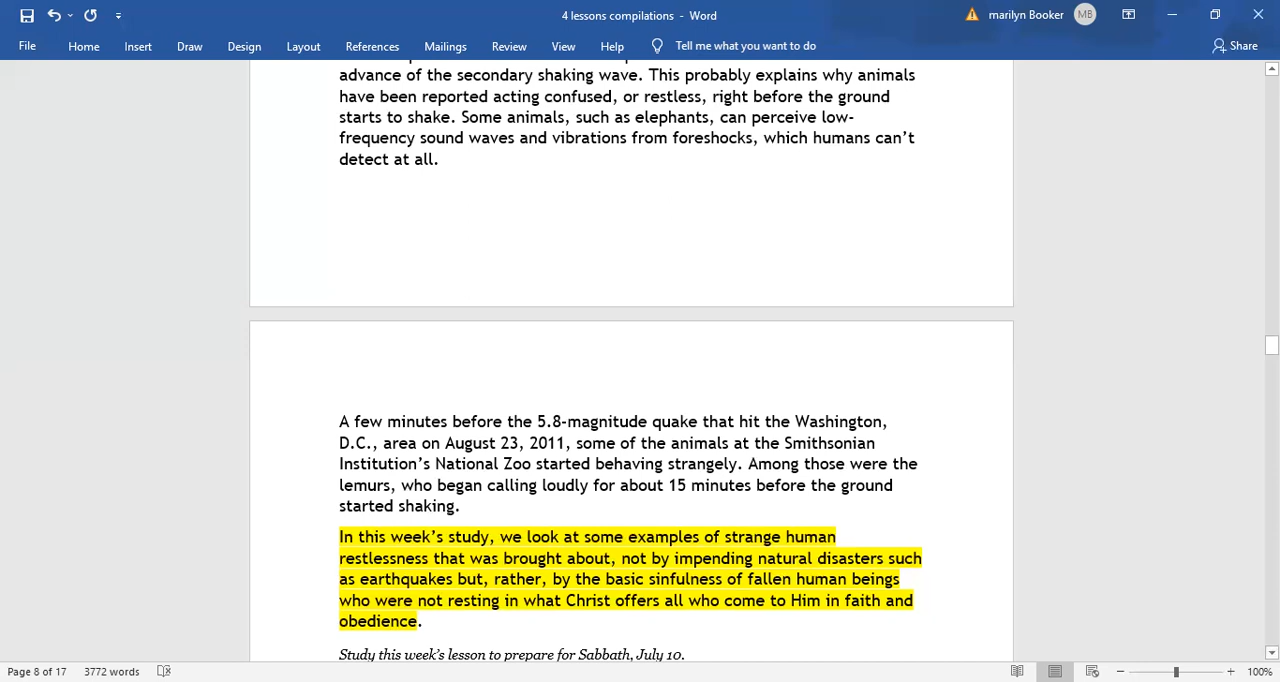 4 lessons compilations - Word
marilyn Booker
MB
File Home Insert Draw Design Layout References Mailings Review View Help Tell me what you want to do Share
advance of the secondary shaking wave. This probably explains why animals
have been reported acting confused, or restless, right before the ground
starts to shake. Some animals, such as elephants, can perceive low-
frequency sound waves and vibrations from foreshocks, which humans can’t
detect at all.
A few minutes before the 5.8-magnitude quake that hit the Washington,
D.C., area on August 23, 2011, some of the animals at the Smithsonian
Institution’s National Zoo started behaving strangely. Among those were the
lemurs, who began calling loudly for about 15 minutes before the ground
started shaking.
In this week’s study, we look at some examples of strange human
restlessness that was brought about, not by impending natural disasters such
as earthquakes but, rather, by the basic sinfulness of fallen human beings
who were not resting in what Christ offers all who come to Him in faith and
obedience.
Study this week’s lesson to prepare for Sabbath, July 10.
Page 8 of 17 3772 words 100%